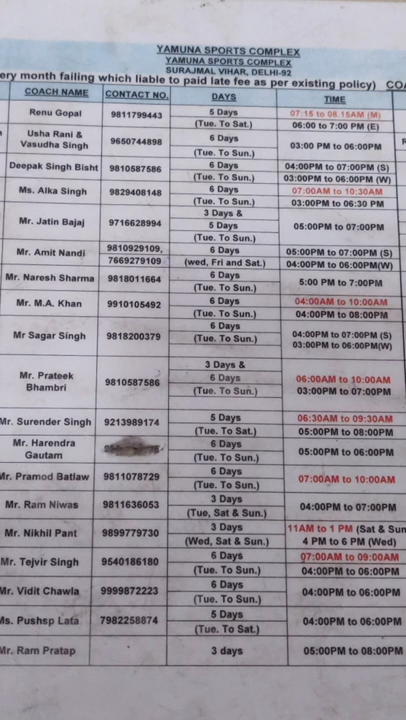 YAMUNA SPORTS COMPLEX
YAMUNA SPORTS COMPLEX
SURAJMAL VIHAR, DELHI-92
ery month failing which liable to paid late fee as per existing policy) COA
COACH NAME CONTACT NO. DAYS TIME
Renu Gopal 9811799443 5 Days 07:15 to 08.15AM (M)
(Tue. To Sat.) 06:00 to 7:00 PM (E)
Usha Rani & Vasudha Singh 9650744898 6 Days (Tue. To Sun.) 03:00 PM to 06:00PM
Deepak Singh Bisht 9810587586 6 Days 04:00PM to 07:00PM (S)
(Tue. To Sun.) 03:00PM to 06:00PM (W)
Ms. Alka Singh 9829408148 6 Days 07:00AM to 10:30AM
(Tue. To Sun.) 03:00PM to 06:30 PM
Mr. Jatin Bajaj 9716628994 3 Days & 5 Days (Tue. To Sun.) 05:00PM to 07:00PM
Mr. Amit Nandi 9810929109, 6 Days 05:00PM to 07:00PM (S)
7669279109 (wed, Fri and Sat.) 04:00PM to 06:00PM(W)
Mr. Naresh Sharma 9818011664 6 Days (Tue. To Sun.) 5:00 PM to 7:00PM
Mr. M.A. Khan 9910105492 6 Days 04:00AM to 10:00AM
(Tue. To Sun.) 04:00PM to 08:00PM
Mr Sagar Singh 9818200379 6 Days 04:00PM to 07:00PM (S)
(Tue. To Sun.) 03:00PM to 06:00PM(W)
Mr. Prateek Bhambri 9810587586 3 Days & 6 Days (Tue. To Sun.) 06:00AM to 10:00AM
03:00PM to 07:00PM
Mr. Surender Singh 9213989174 5 Days 06:30AM to 09:30AM
(Tue. To Sat.) 05:00PM to 08:00PM
Mr. Harendra Gautam 6 Days (Tue. To Sun.) 05:00PM to 06:00PM
Mr. Pramod Batlaw 9811078729 6 Days (Tue. To Sun.) 07:00AM to 10:00AM
Mr. Ram Niwas 9811636053 3 Days (Tue, Sat & Sun.) 04:00PM to 07:00PM
Mr. Nikhil Pant 9899779730 3 Days 11AM to 1 PM (Sat & Sun
(Wed, Sat & Sun.) 4 PM to 6 PM (Wed)
Mr. Tejvir Singh 9540186180 6 Days 07:00AM to 09:00AM
(Tue. To Sun.) 04:00PM to 06:00PM
Mr. Vidit Chawla 9999872223 6 Days (Tue. To Sun.) 04:00PM to 06:00PM
Ms. Pushsp Lata 7982258874 5 Days (Tue. To Sat.) 04:00PM to 06:00PM
Mr. Ram Pratap 3 days 05:00PM to 08:00PM